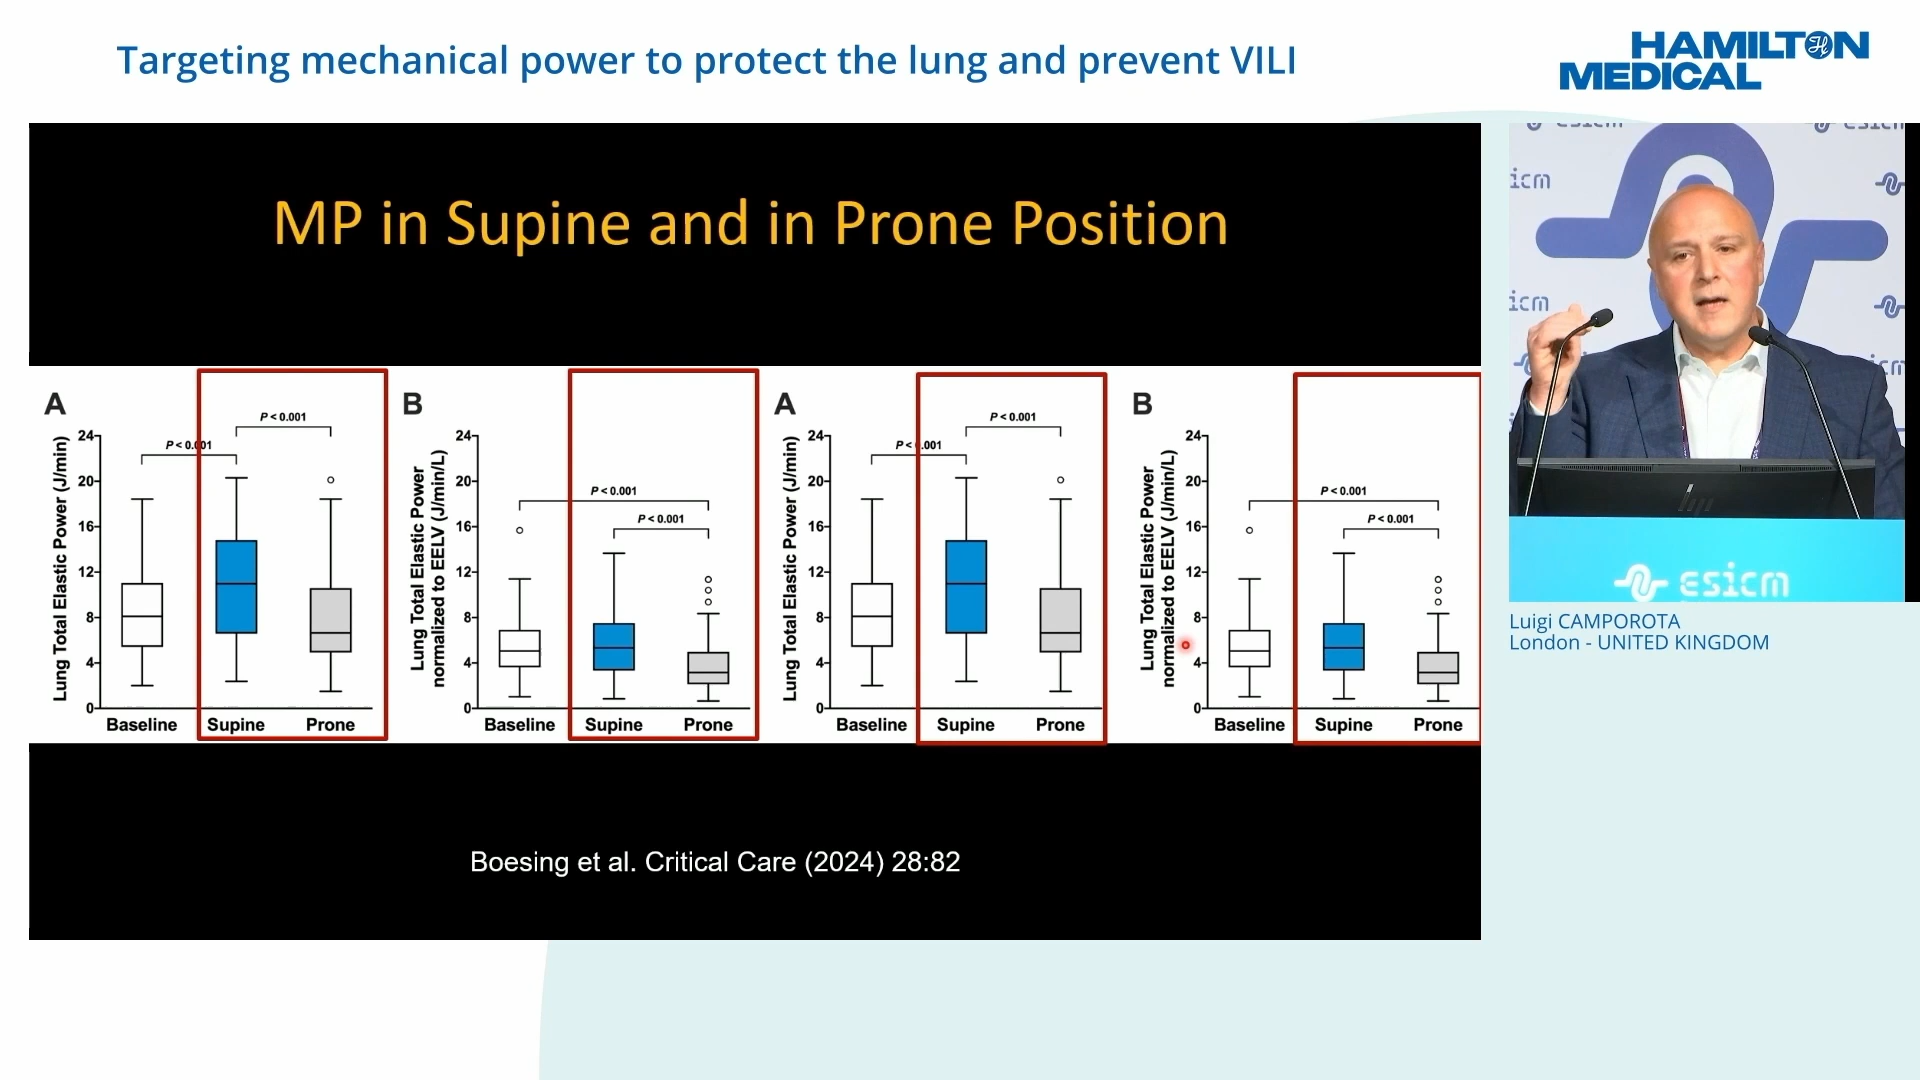 Targeting mechanical power to protect the lung and prevent VILI
HAMILTON
MEDICAL
MP in Supine and in Prone Position
A
Lung Total Elastic Power (J/min)
24
20
16
12
8
4
0
P < 0.001
P < 0.001
Baseline
Supine
Prone
B
Lung Total Elastic Power
normalized to EELV (J/min/L)
24
20
16
12
8
4
0
P < 0.001
P < 0.001
Baseline
Supine
Prone
A
Lung Total Elastic Power (J/min)
24
20
16
12
8
4
0
P < 0.001
P < 0.001
Baseline
Supine
Prone
B
Lung Total Elastic Power
normalized to EELV (J/min/L)
24
20
16
12
8
4
0
P < 0.001
P < 0.001
Baseline
Supine
Prone
Boesing et al. Critical Care (2024) 28:82
icm
icm
hp
esicm
Luigi CAMPOROTA
London - UNITED KINGDOM